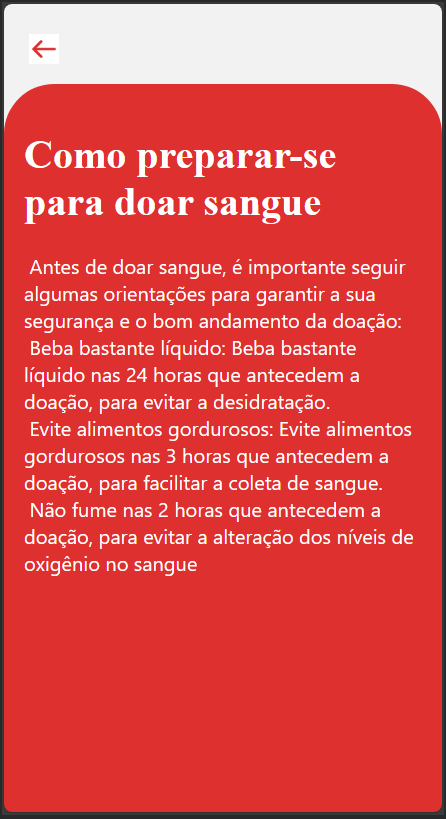 Como preparar-se
para doar sangue
Antes de doar sangue, é importante seguir
algumas orientações para garantir a sua
segurança e o bom andamento da doação:
Beba bastante líquido: Beba bastante
líquido nas 24 horas que antecedem a
doação, para evitar a desidratação.
Evite alimentos gordurosos: Evite alimentos
gordurosos nas 3 horas que antecedem a
doação, para facilitar a coleta de sangue.
Não fume nas 2 horas que antecedem a
doação, para evitar a alteração dos níveis de
oxigênio no sangue